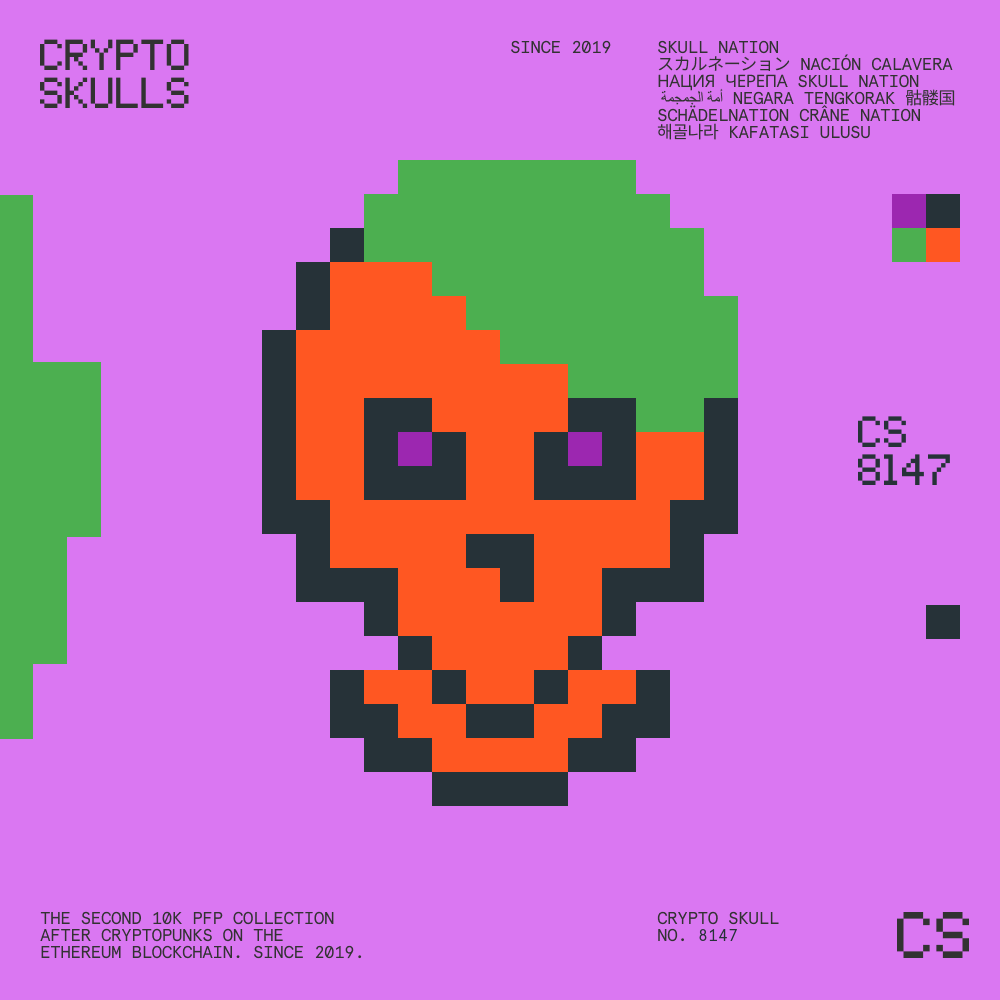 CRYPTO
SKULLS
SINCE 2019
SKULL NATION
スカルネーション NACIÓN CALAVERA
НАЦИЯ ЧЕРЕПА SKULL NATION
أمة الجمجمة NEGARA TENGKORAK 骷髅国
SCHÄDELNATION CRÂNE NATION
해골나라 KAFATASI ULUSU
CS
8147
THE SECOND 10K PFP COLLECTION
AFTER CRYPTOPUNKS ON THE
ETHEREUM BLOCKCHAIN. SINCE 2019.
CRYPTO SKULL
NO. 8147
CS